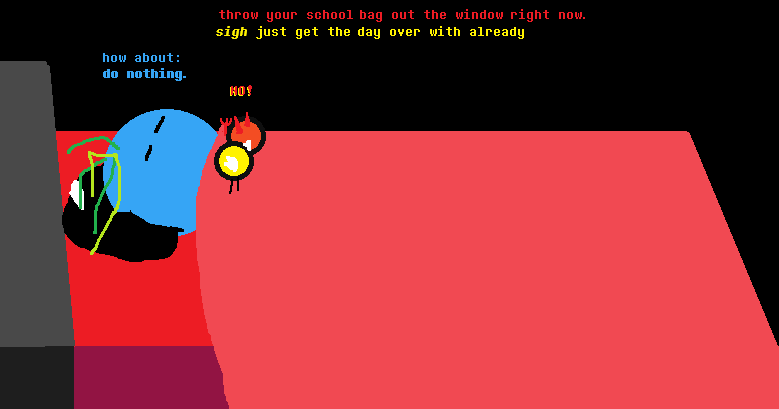 throw your school bag out the window right now.
sigh just get the day over with already
how about:
do nothing.
NO!